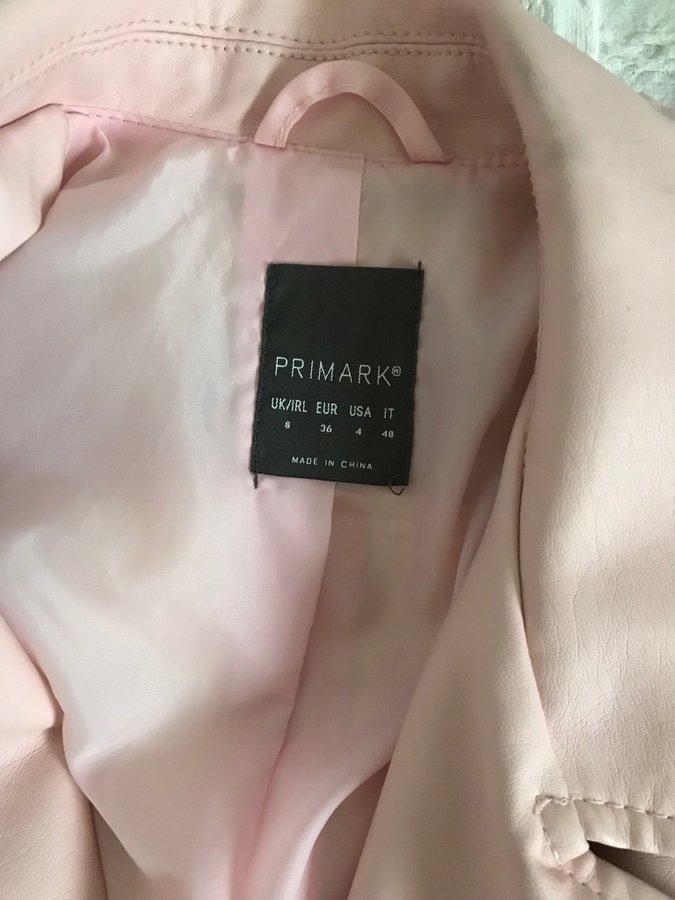 PRIMARK®
UK/IRL EUR USA IT
8 36 4 40
MADE IN CHINA